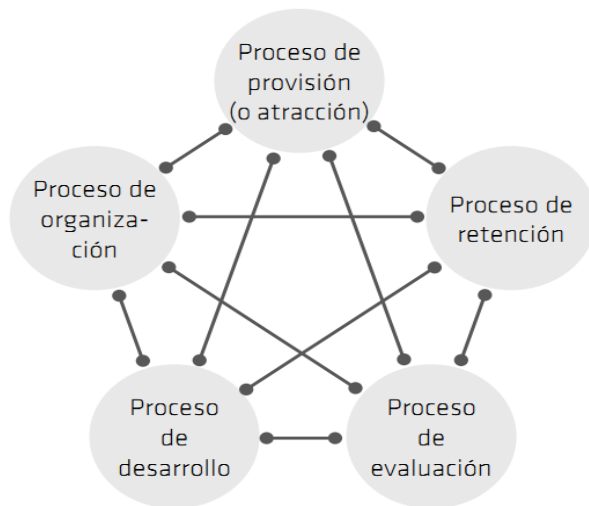 Proceso de
provisión
(o atracción)
Proceso de
organiza-
ción
Proceso de
retención
Proceso
de
desarrollo
Proceso
de
evaluación